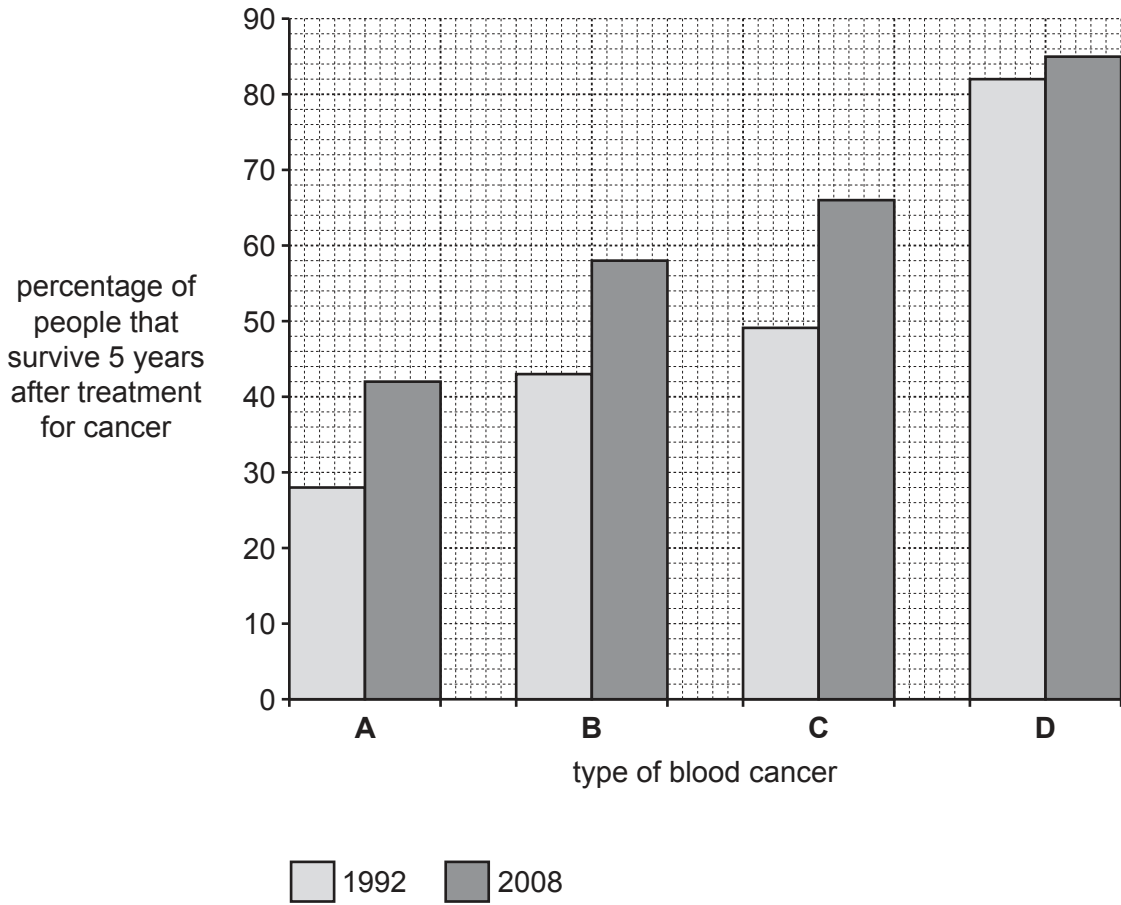 90
80
70
60
50
40
30
20
10
0
percentage of
people that
survive 5 years
after treatment
for cancer
A B C D
type of blood cancer
1992 2008